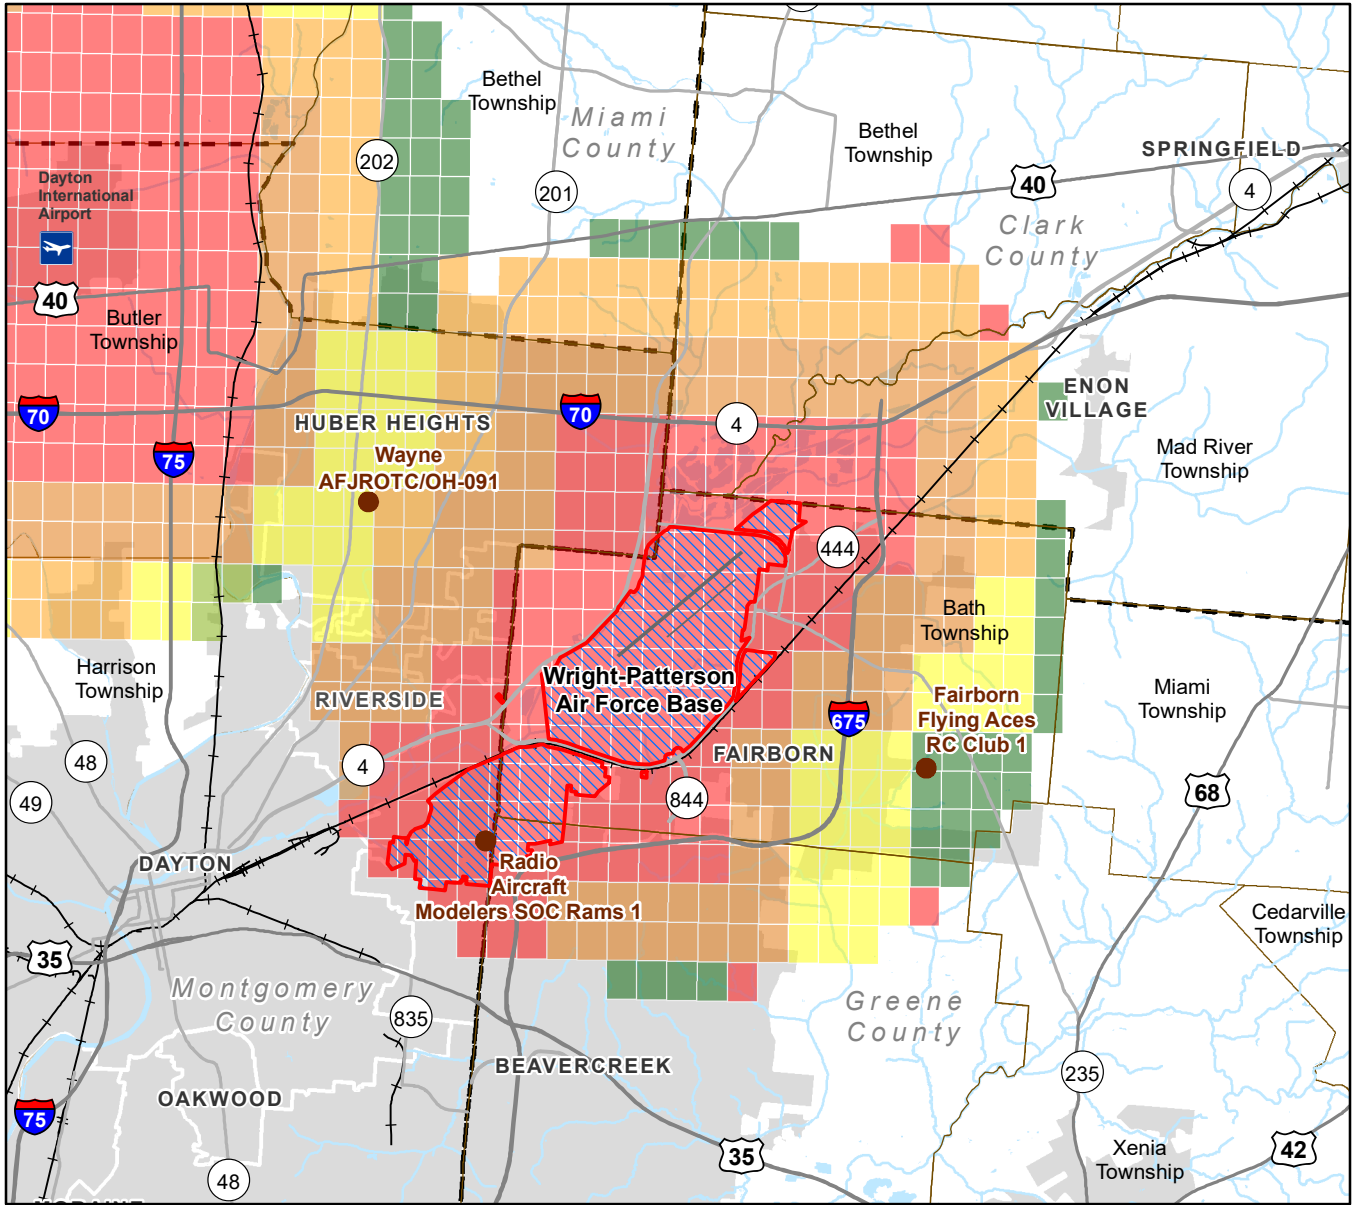 Bethel
Township
Miami
County
Bethel
Township
SPRINGFIELD
202
201
40
4
Dayton
International
Airport
Clark
County
40
Butler
Township
70
70
4
HUBER HEIGHTS
Wayne
AFJROTC/OH-091
75
ENON
VILLAGE
Mad River
Township
444
Bath
Township
Harrison
Township
RIVERSIDE
Wright-Patterson
Air Force Base
Fairborn
Flying Aces
RC Club 1
Miami
Township
675
FAIRBORN
48
4
49
844
68
DAYTON
Radio
Aircraft
Modelers SOC Rams 1
Cedarville
Township
35
Montgomery
County
Greene
County
835
BEAVERCREEK
235
OAKWOOD
75
35
Xenia
Township
42
48